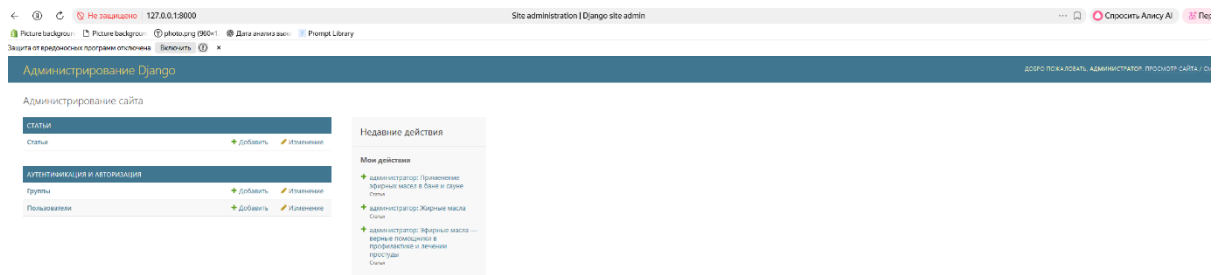 Не защищено 127.0.0.1:8000 Site administration | Django site admin Спросить Алису AI
Picture backgroun Picture backgroun photo.png (960×1 Дата анализ Prompt Library
Защита от вредоносных программ отключена Включить
Администрирование Django
ДОБРО ПОЖАЛОВАТЬ, АДМИНИСТРАТОР. ПРОСМОТР САЙТА /
Администрирование сайта
СТАТЬИ
Статьи Добавить Изменение
АУТЕНТИФИКАЦИЯ И АВТОРИЗАЦИЯ
Группы Добавить Изменение
Пользователи Добавить Изменение
Недавние действия
Мои действия
администратор: Применение
эфирных масел в бане и сауне
Статьи
администратор: Жирные масла
Статьи
администратор: Эфирные масла —
верные помощники в
профилактике и лечении
простуды
Статьи